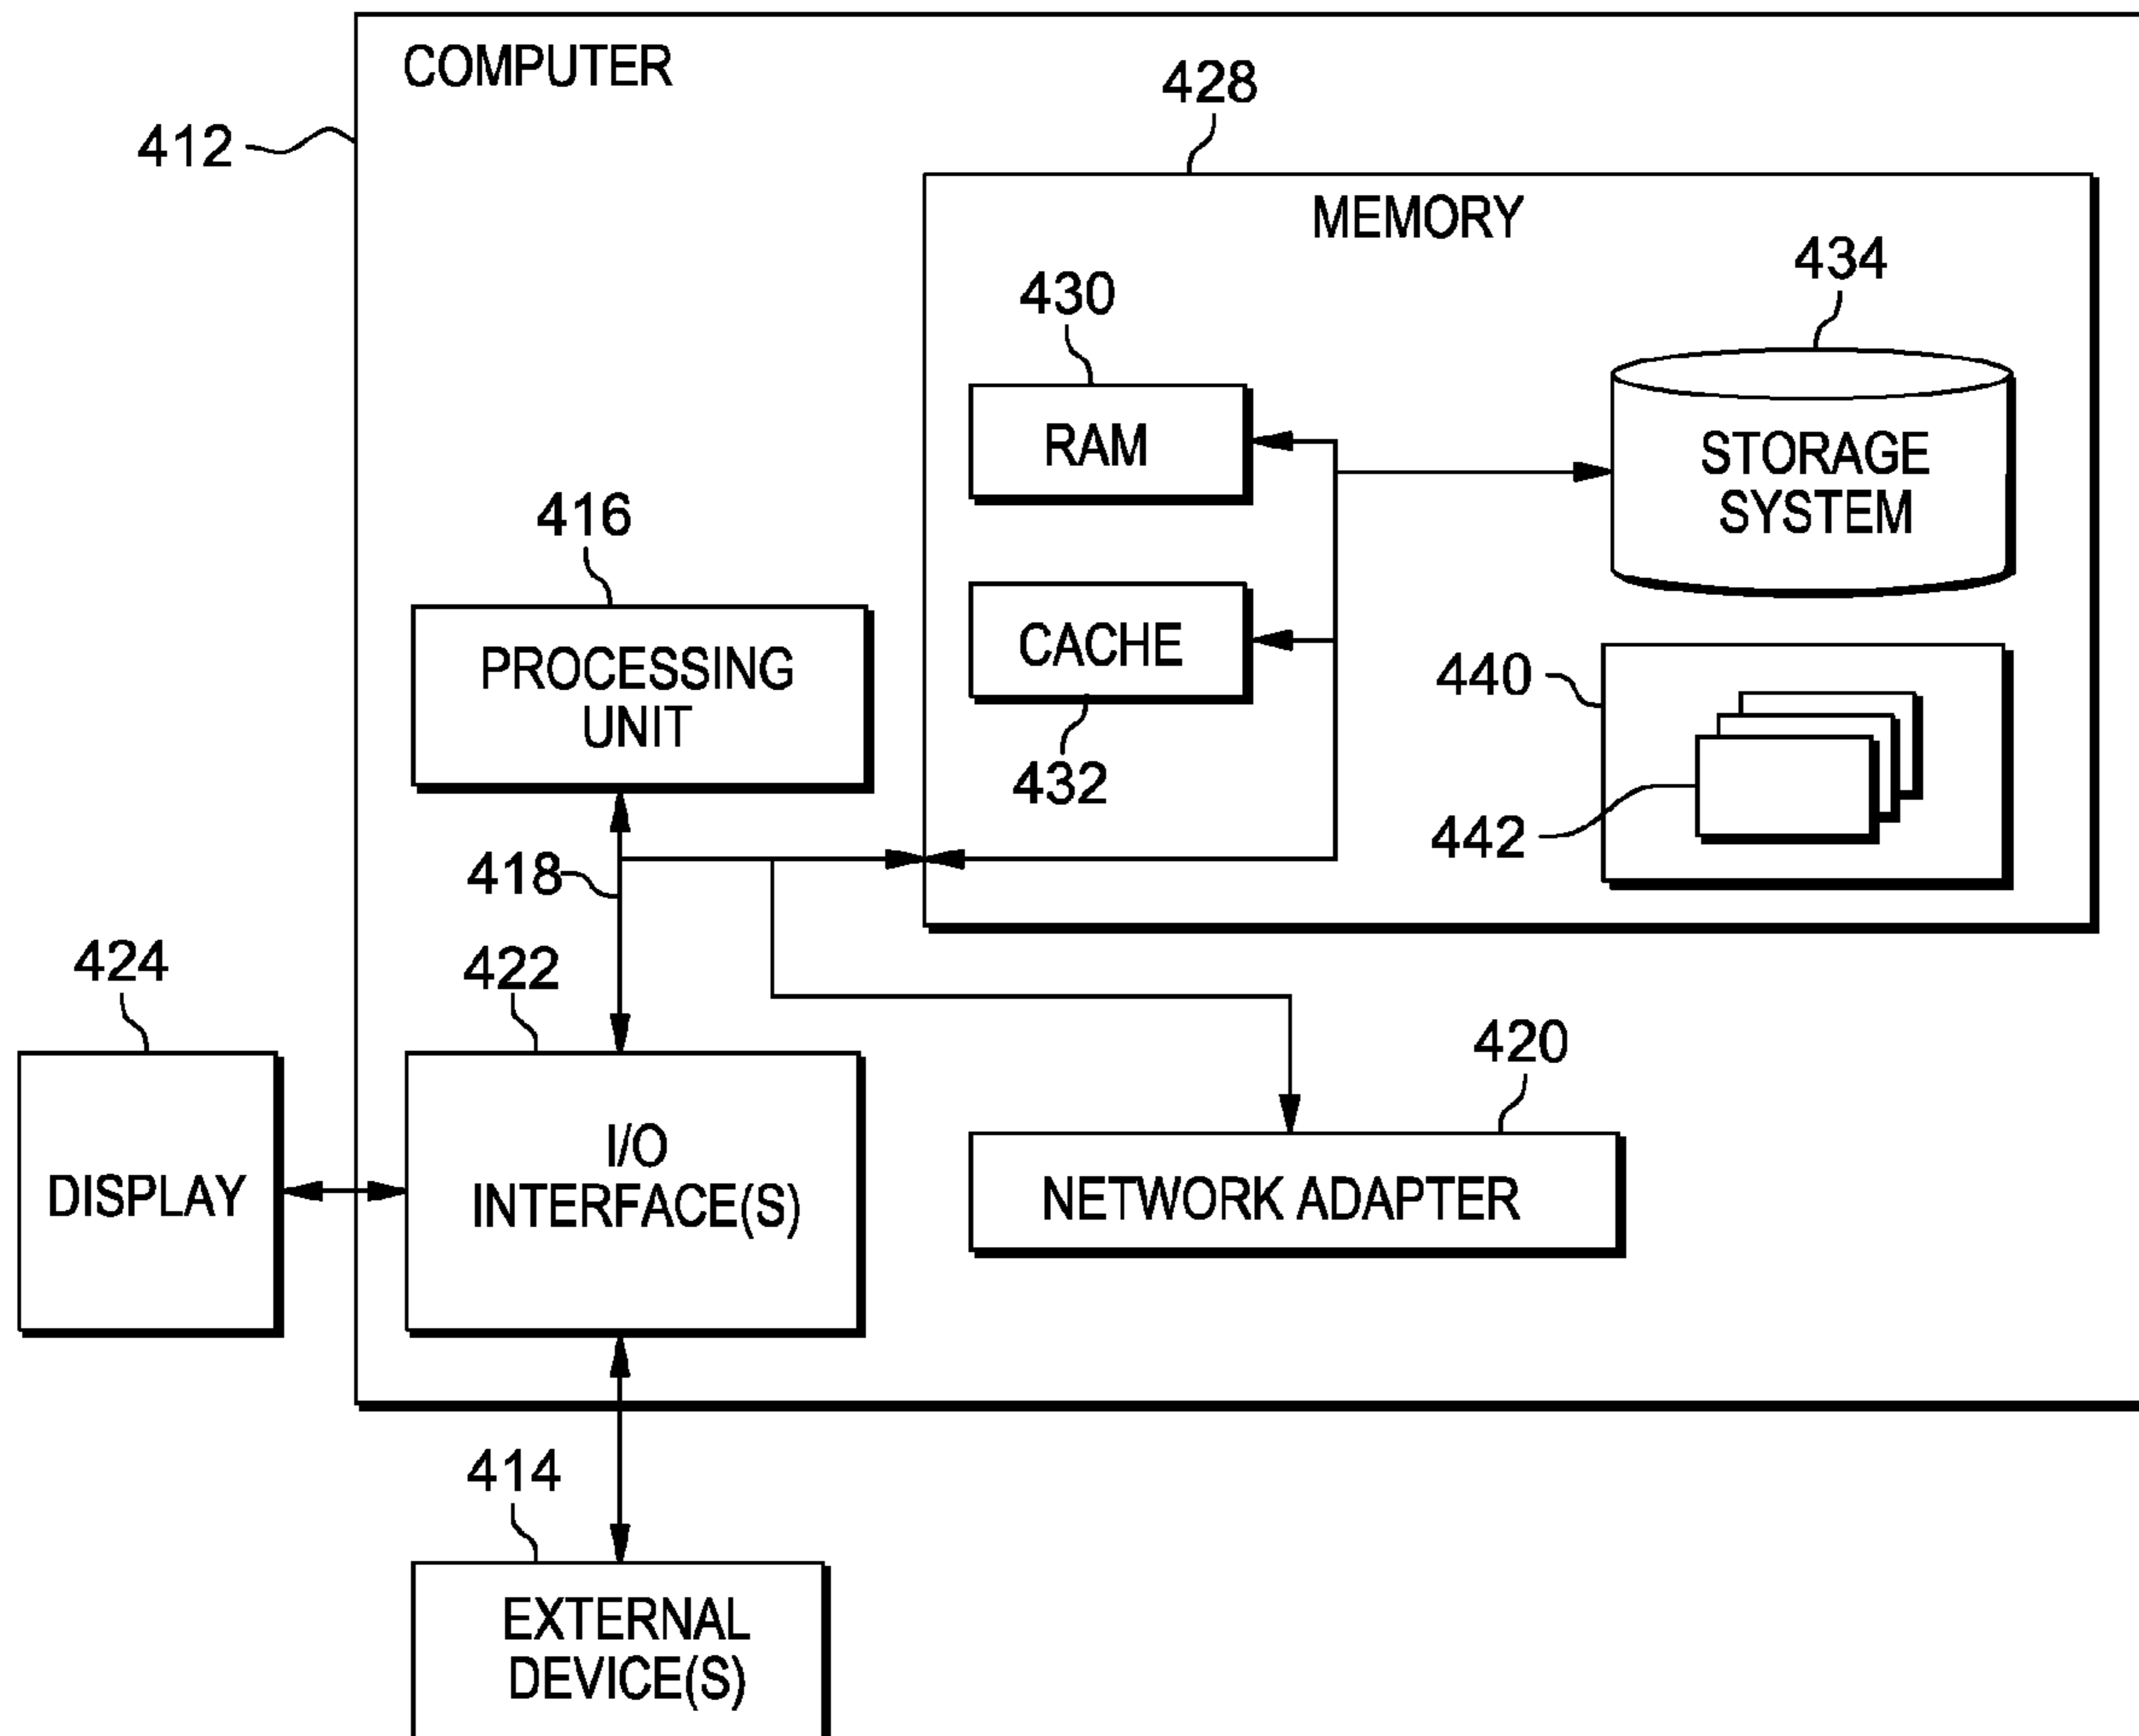 COMPUTER
412
428
MEMORY
430
434
RAM
STORAGE
SYSTEM
416
PROCESSING
UNIT
CACHE
432
440
442
418
424
422
420
DISPLAY
I/O
INTERFACE(S)
NETWORK ADAPTER
414
EXTERNAL
DEVICE(S)